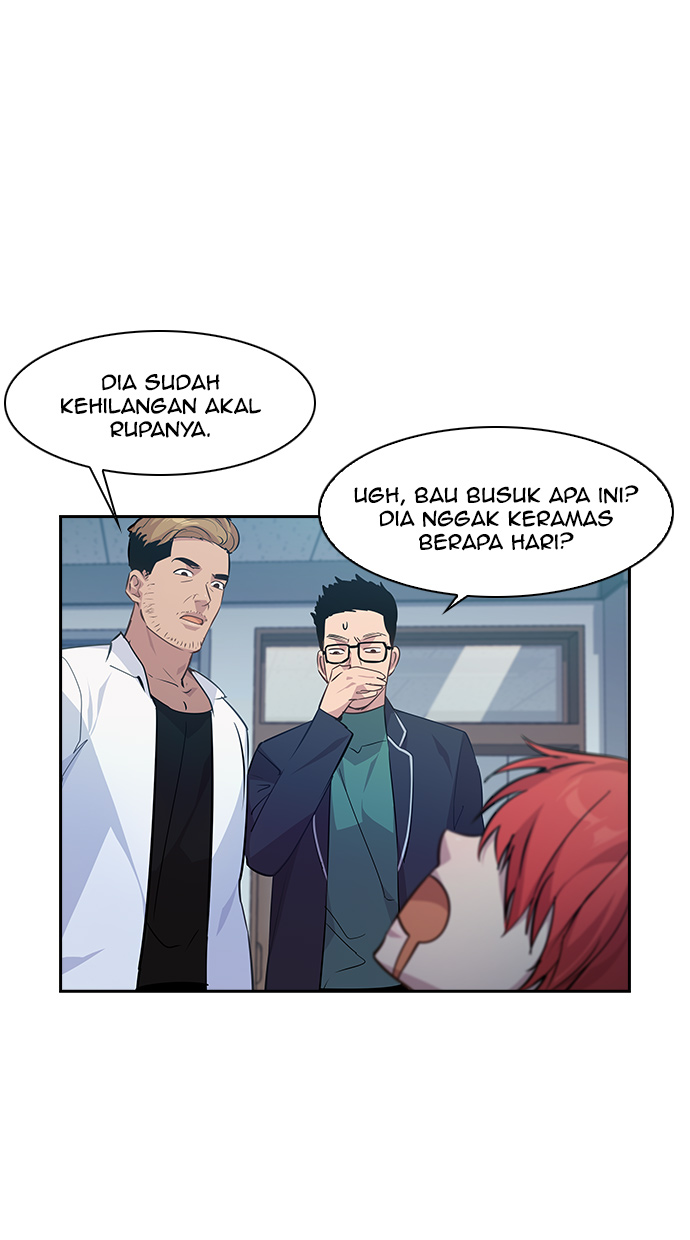 DIA SUDAH
KEHILANGAN AKAL
RUPANYA.
UGH, BAU BUSUK APA INI?
DIA NGGAK KERAMAS
BERAPA HARI?